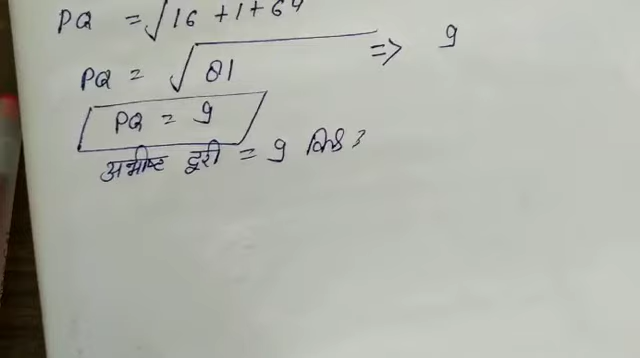 PQ = √16 + 1 + 64
PQ = √81 => 9
PQ = 9
अभीष्ट दूरी = 9